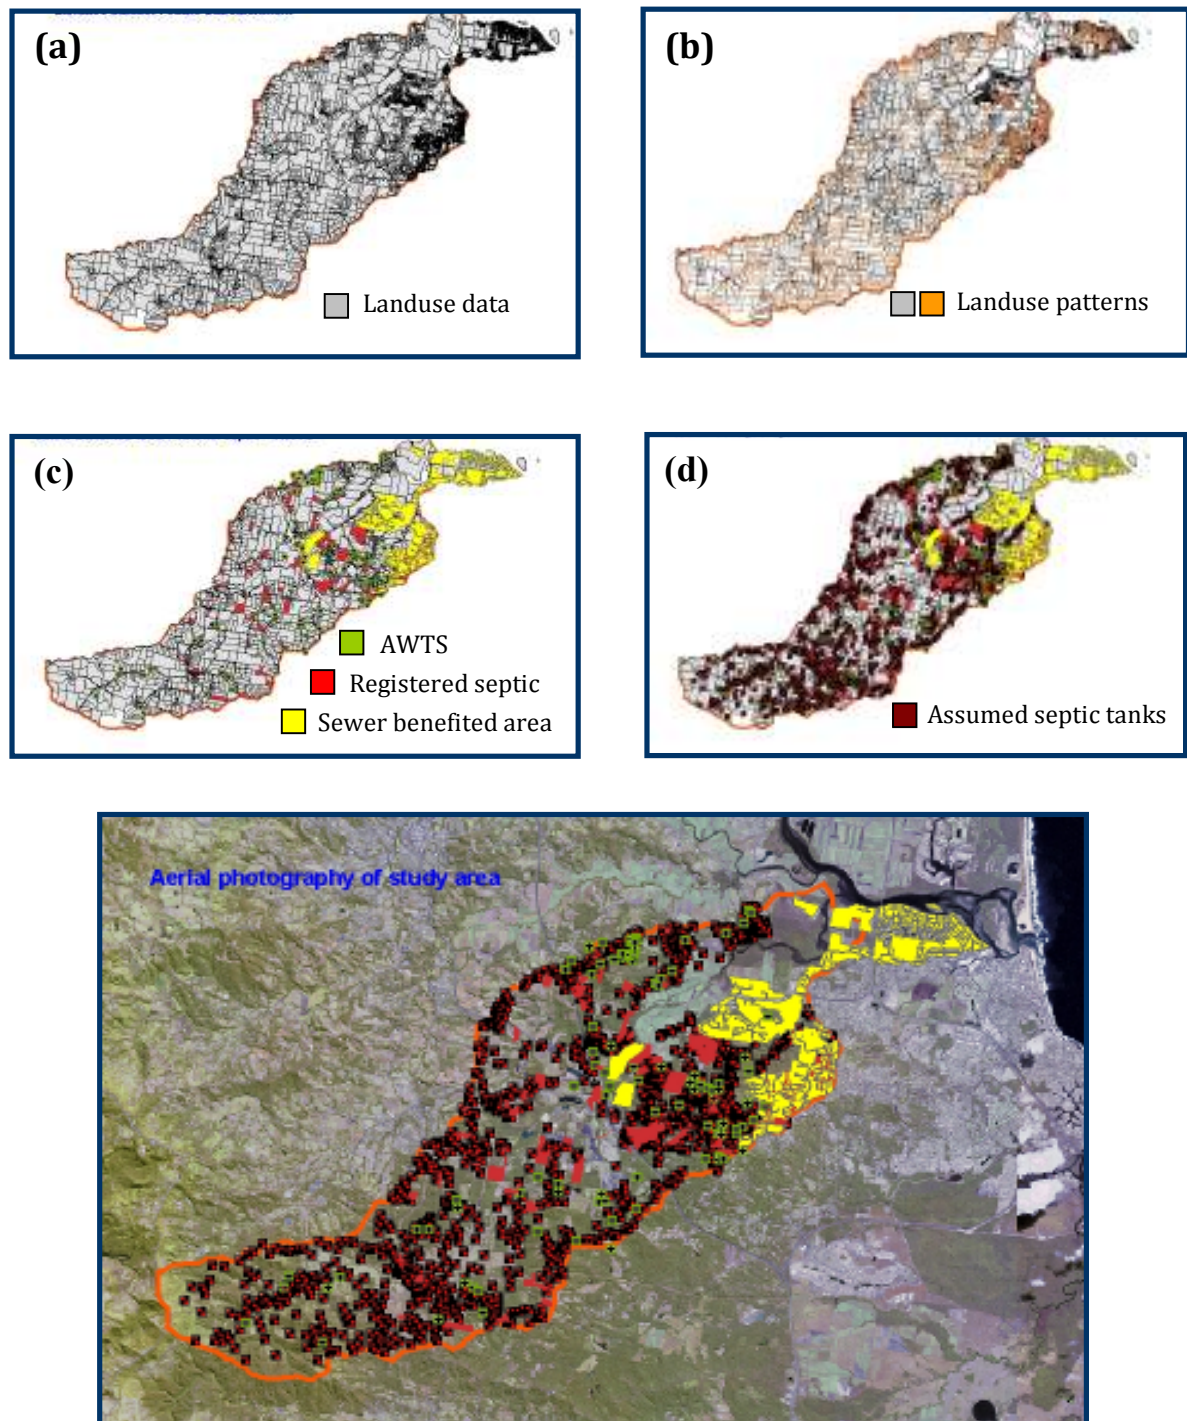 (a)
Landuse data
(b)
Landuse patterns
(c)
AWTS
Registered septic
Sewer benefited area
(d)
Assumed septic tanks
Aerial photography of study area